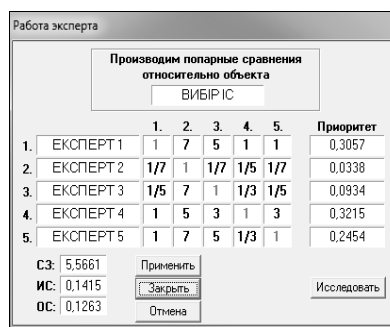 Работа эксперта
Производим попарные сравнения
относительно объекта
ВИБІР ІС
1. 2. 3. 4. 5. Приоритет
1. ЕКСПЕРТ 1 1 7 5 1 1 0,3057
2. ЕКСПЕРТ 2 1/7 1 1/7 1/5 1/7 0,0338
3. ЕКСПЕРТ 3 1/5 7 1 1/3 1/5 0,0934
4. ЕКСПЕРТ 4 1 5 3 1 3 0,3215
5. ЕКСПЕРТ 5 1 7 5 1/3 1 0,2454
СЗ: 5,5661 Применить
ИС: 0,1415 Закрыть Исследовать
ОС: 0,1263 Отмена